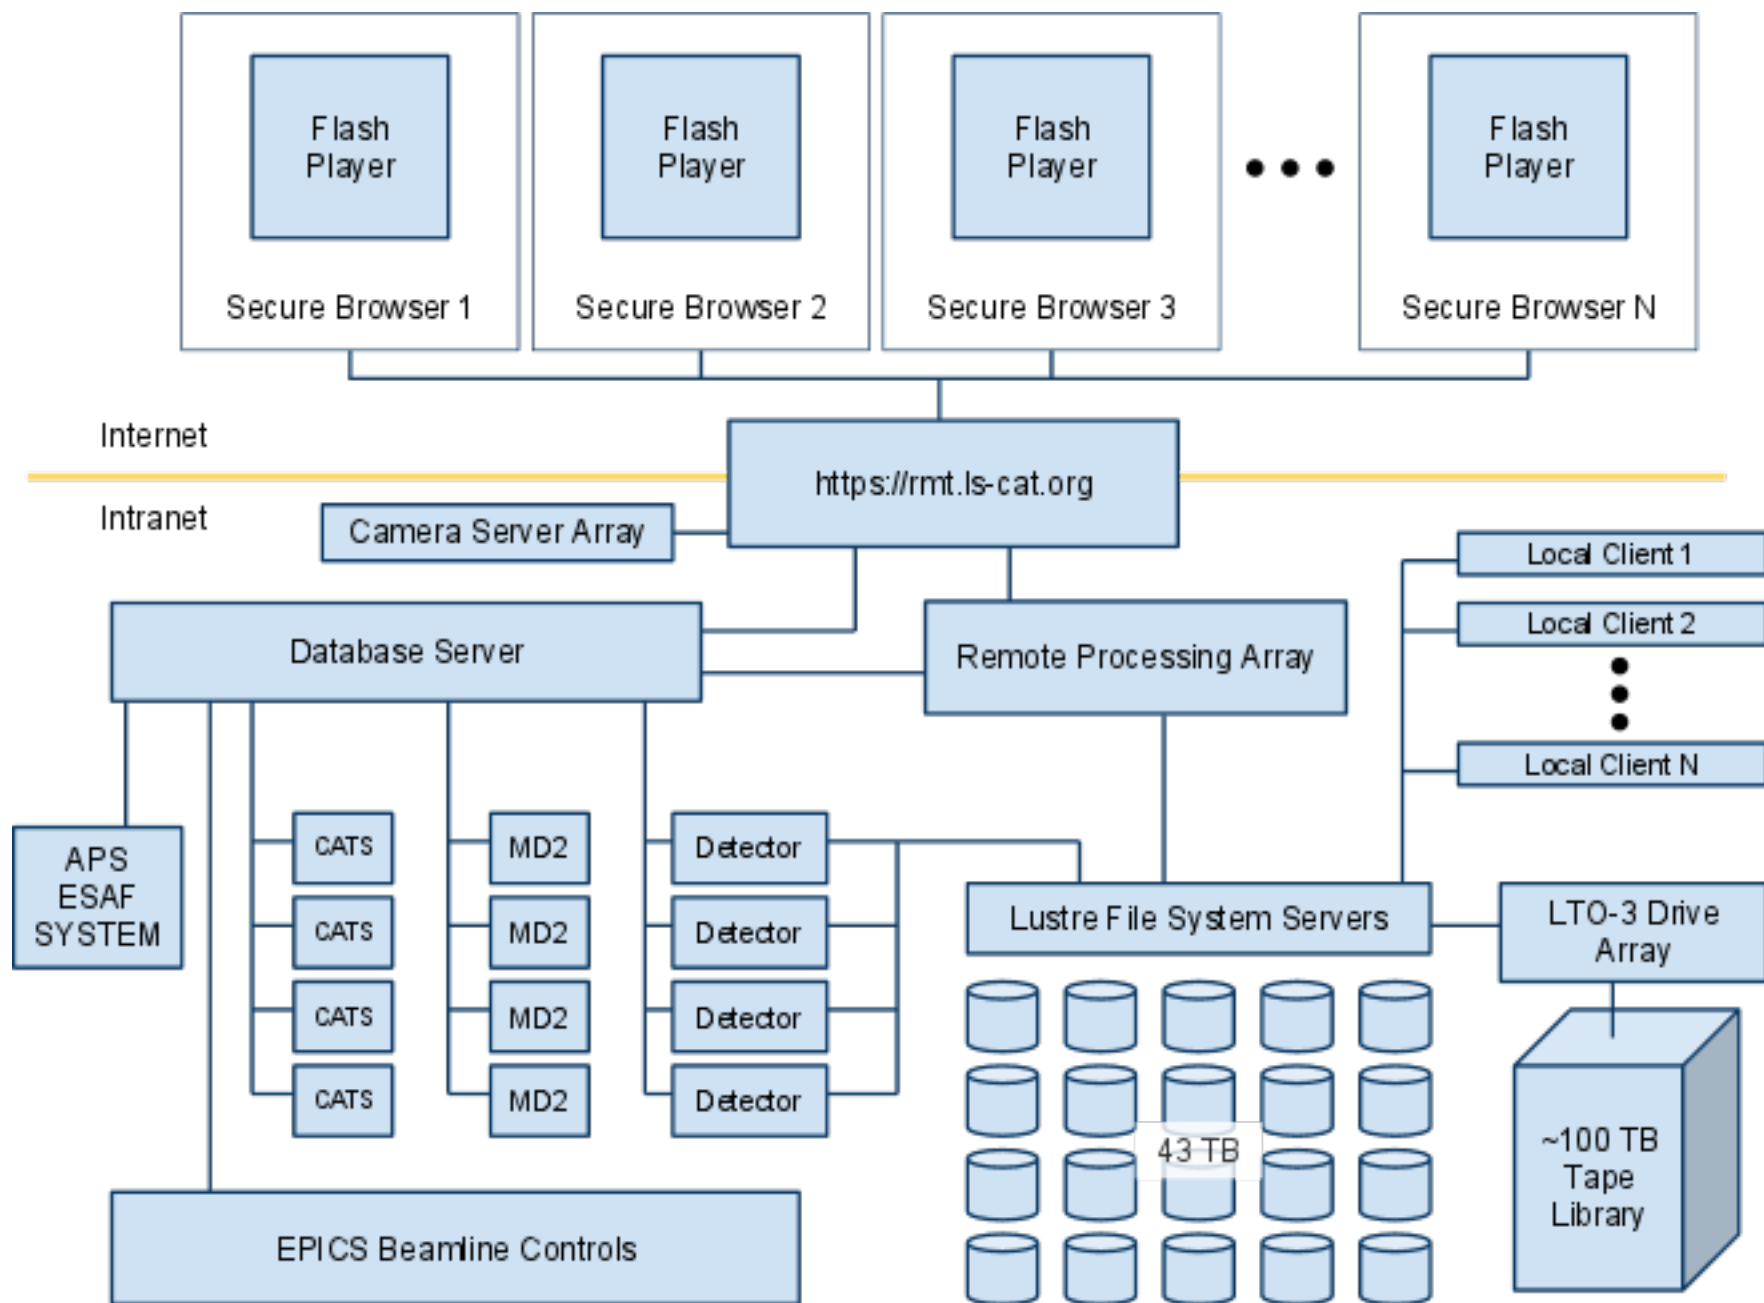 Flash
Player
Flash
Player
Flash
Player
Flash
Player
Secure Browser 1
Secure Browser 2
Secure Browser 3
Secure Browser N
Internet
https://rmt.ls-cat.org
Intranet
Camera Server Array
Local Client 1
Local Client 2
Local Client N
Database Server
Remote Processing Array
APS
ESAF
SYSTEM
CATS
MD2
Detector
CATS
MD2
Detector
CATS
MD2
Detector
CATS
MD2
Detector
Lustre File System Servers
LTO-3 Drive
Array
43 TB
~100 TB
Tape
Library
EPICS Beamline Controls